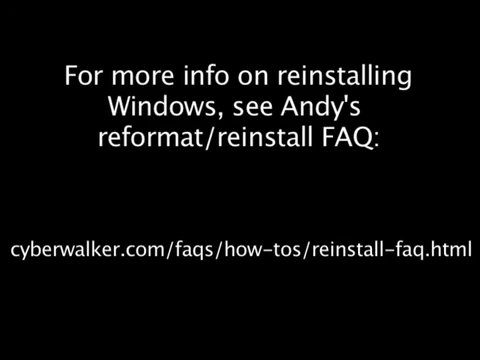 For more info on reinstalling
Windows, see Andy's
reformat/reinstall FAQ:
cyberwalker.com/faqs/how-tos/reinstall-faq.html